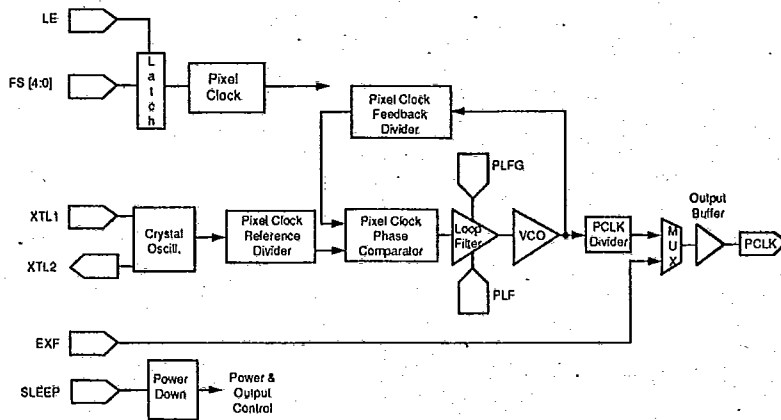 LE
FS [4:0]
Latch
Pixel
Clock
Pixel Clock
Feedback
Divider
PLFG
XTL1
XTL2
Crystal
Oscill.
Pixel Clock
Reference
Divider
Pixel Clock
Phase
Comparator
Loop
Filter
VCO
PCLK
Divider
MUX
Output
Buffer
PCLK
PLF
EXF
SLEEP
Power
Down
Power &
Output
Control